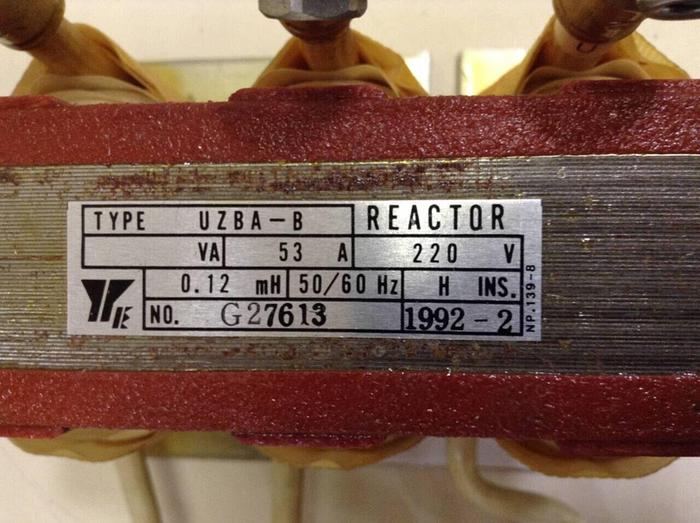 TYPE UZBA-B REACTOR
VA 53 A 220 V
0.12 mH 50/60 Hz H INS.
NO. G27613 1992-2
NP.139-8